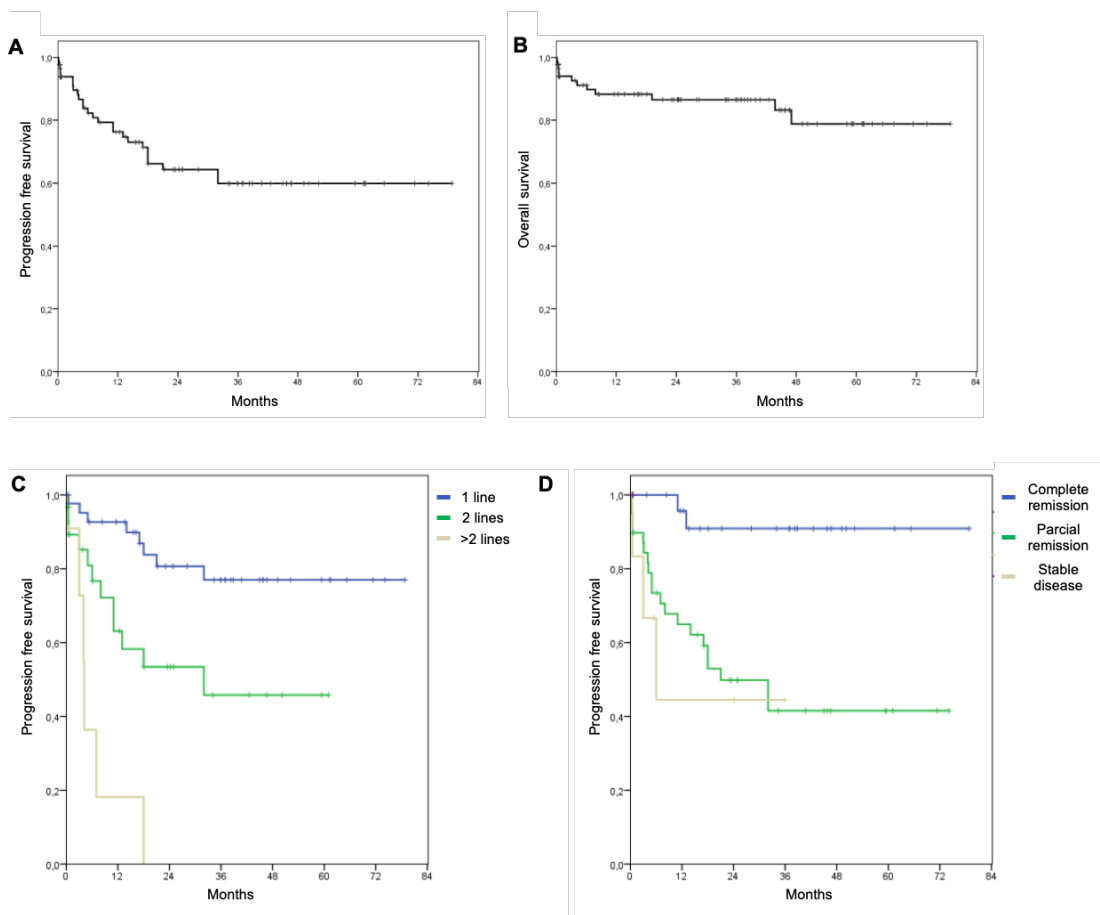 A
1,0
0,8
0,6
0,4
0,2
0,0
Progression free survival
0 12 24 36 48 60 72 84
Months
B
1,0
0,8
0,6
0,4
0,2
0,0
Overall survival
0 12 24 36 48 60 72 84
Months
C
1,0
0,8
0,6
0,4
0,2
0,0
Progression free survival
0 12 24 36 48 60 72 84
Months
1 line
2 lines
>2 lines
D
1,0
0,8
0,6
0,4
0,2
0,0
Progression free survival
0 12 24 36 48 60 72 84
Months
Complete
remission
Parcial
remission
Stable
disease